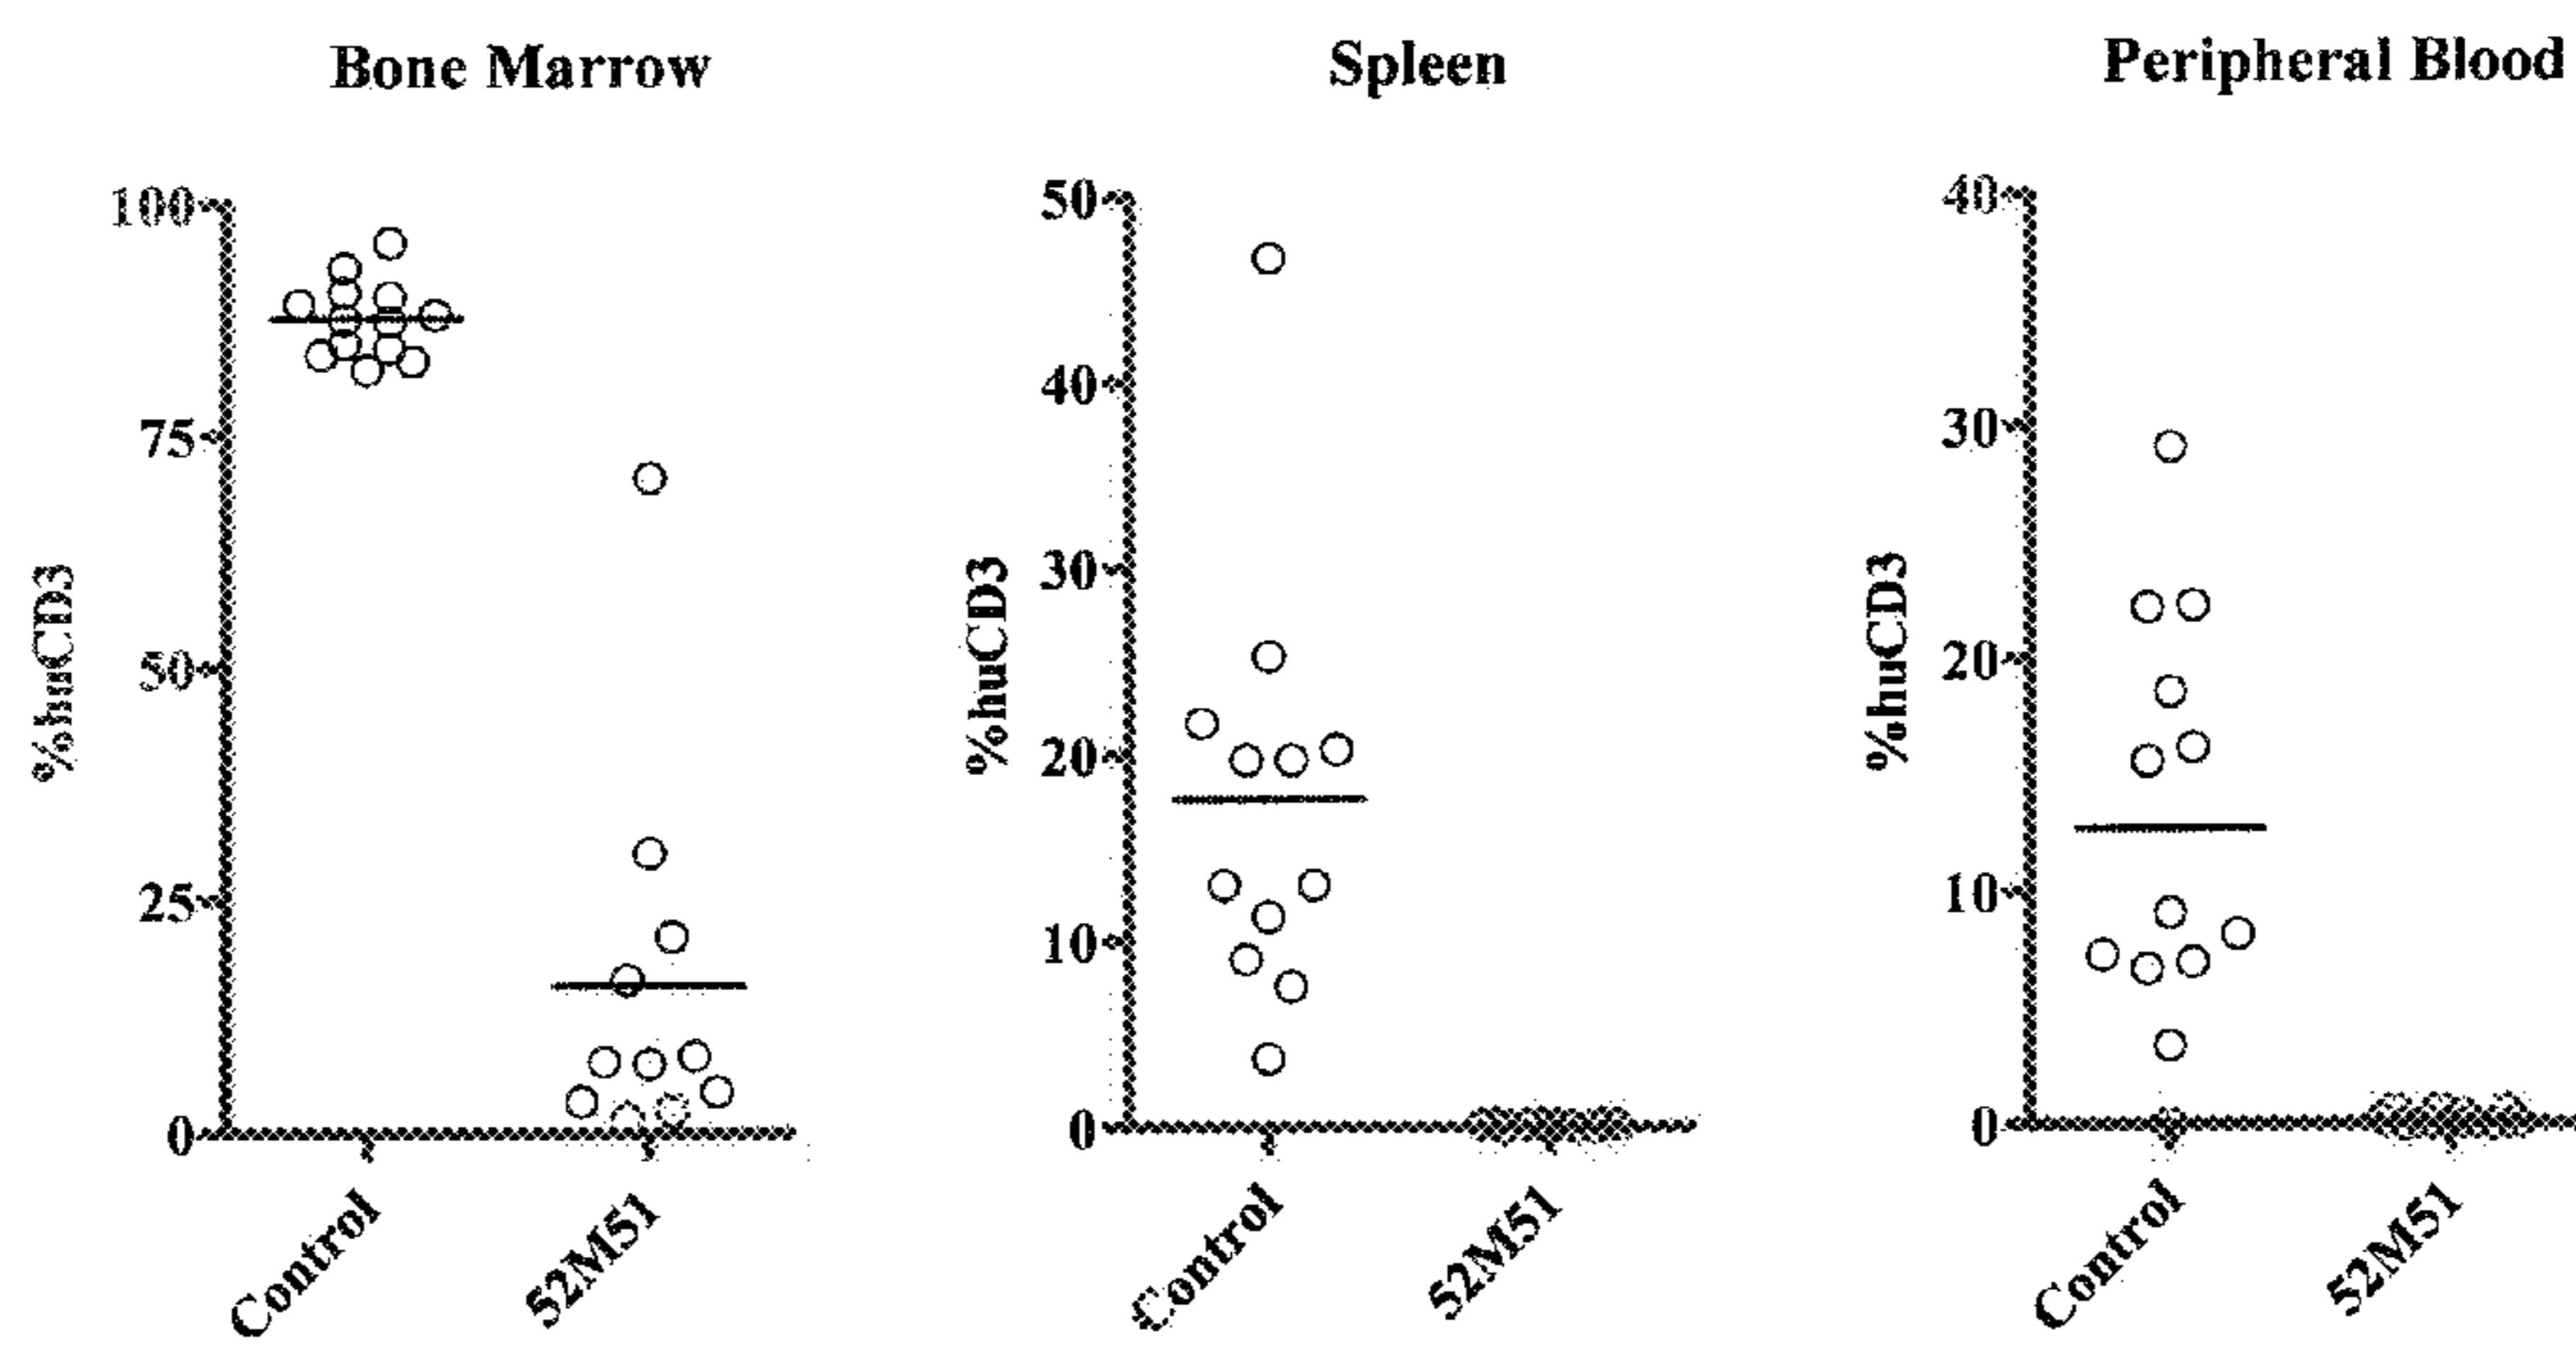 Bone Marrow
%huCD3
100
75
50
25
0
Control
52M51
Spleen
%huCD3
50
40
30
20
10
0
Control
52M51
Peripheral Blood
%huCD3
40
30
20
10
0
Control
52M51